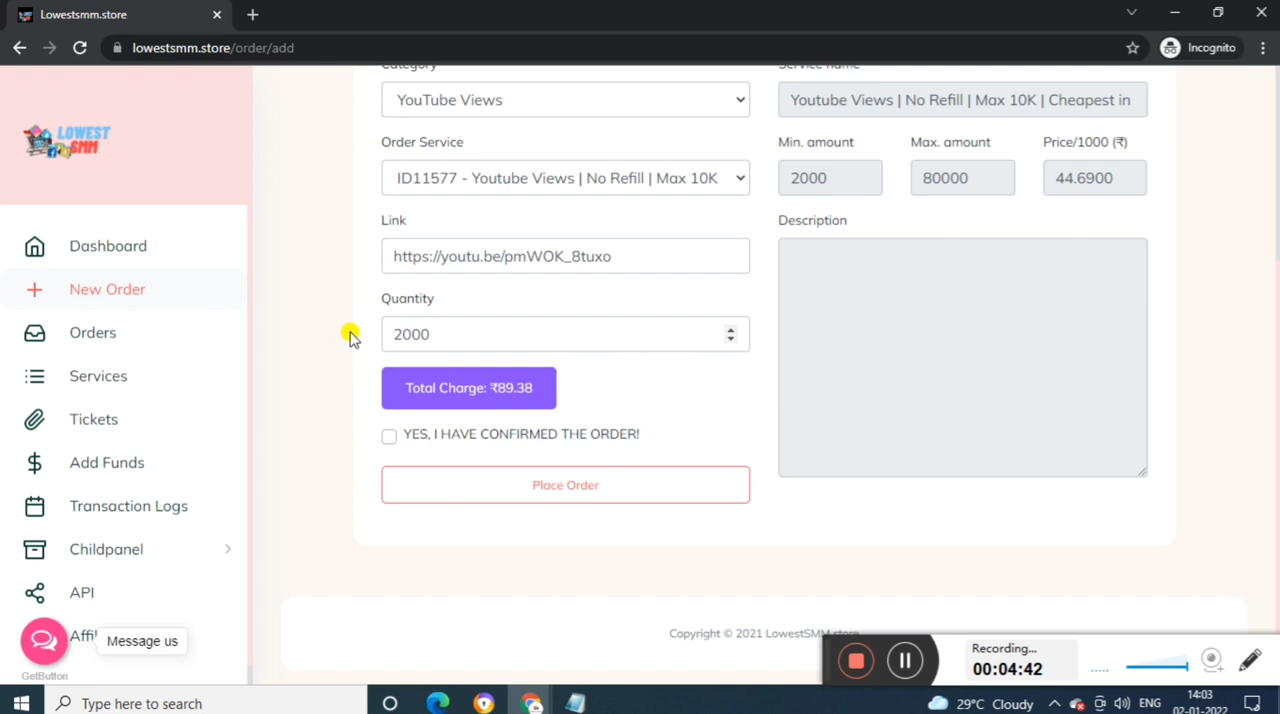 Lowestsmm.store
lowestsmm.store/order/add
Incognito
LOWEST
SMM
Dashboard
New Order
Orders
Services
Tickets
Add Funds
Transaction Logs
Childpanel
API
Affi
Message us
GetButton
Category
YouTube Views
Order Service
ID11577 - Youtube Views | No Refill | Max 10K
Link
https://youtu.be/pmWOK_8tuxo
Quantity
2000
Total Charge: ₹89.38
YES, I HAVE CONFIRMED THE ORDER!
Place Order
Service name
Youtube Views | No Refill | Max 10K | Cheapest in
Min. amount Max. amount Price/1000 (₹)
2000 80000 44.6900
Description
Copyright © 2021 LowestSMM.store
Recording...
00:04:42
Type here to search
29°C Cloudy
ENG
14:03
02-01-2022